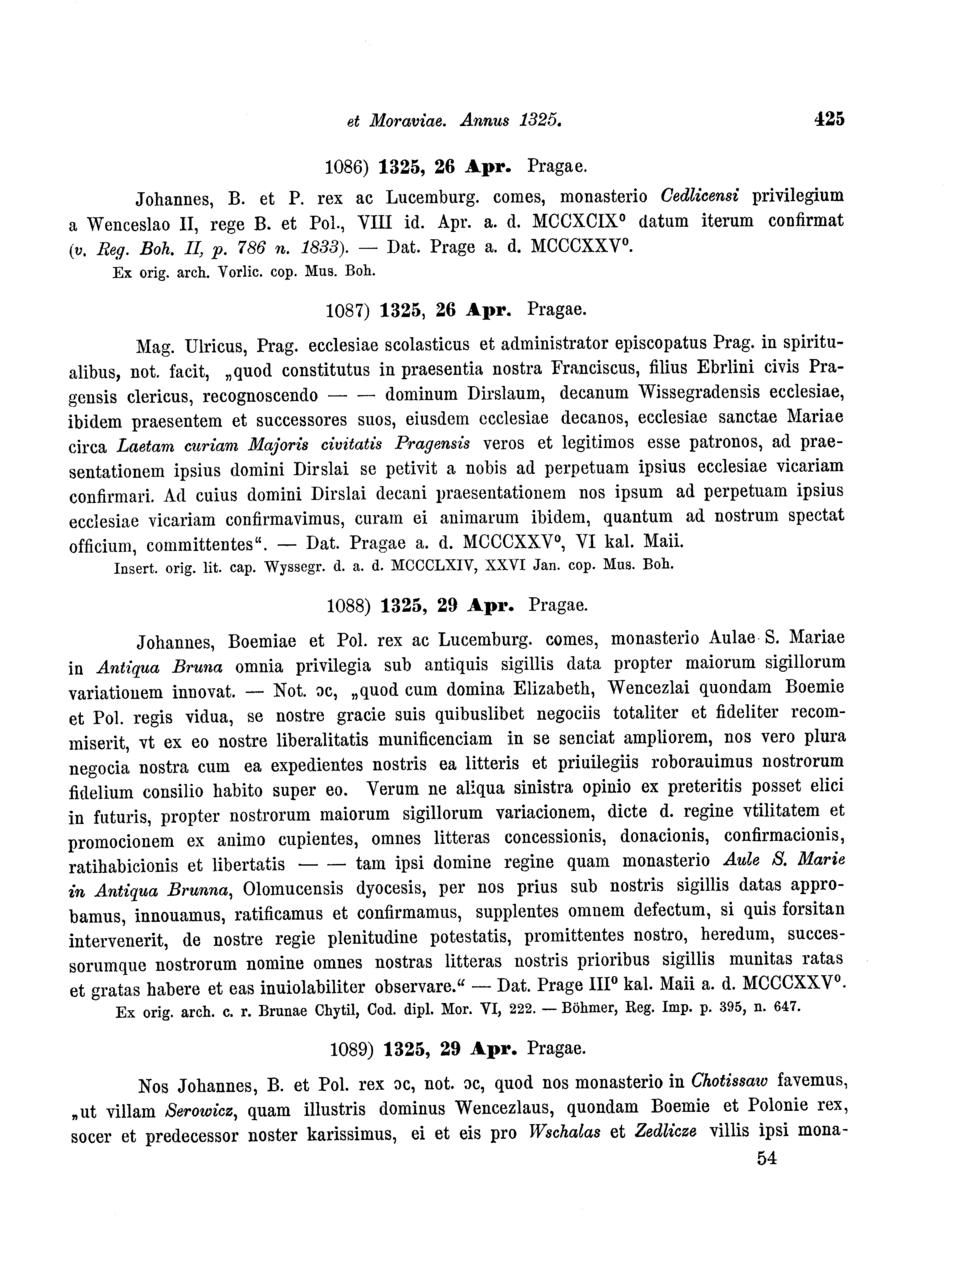 et Moraviae. Annus 1325. 425
1086) 1325, 26 Apr. Pragae.
Johannes, B. et P. rex ac Lucemburg. comes, monasterio Cedlicensi privilegium
a Wenceslao II, rege B. et Pol., VIII id. Apr. a. d. MCCXCIX⁰ datum iterum confirmat
(v. Reg. Boh. II, p. 786 n. 1833). — Dat. Prage a. d. MCCCXXV⁰.
Ex orig. arch. Vorlic. cop. Mus. Boh.
1087) 1325, 26 Apr. Pragae.
Mag. Ulricus, Prag. ecclesiae scolasticus et administrator episcopatus Prag. in spiritu-
alibus, not. facit, „quod constitutus in praesentia nostra Franciscus, filius Ebrlini civis Pra-
gensis clericus, recognoscendo — — dominum Dirslaum, decanum Wissegradensis ecclesiae,
ibidem praesentem et successores suos, eiusdem ecclesiae decanos, ecclesiae sanctae Mariae
circa Laetam curiam Majoris civitatis Pragensis veros et legitimos esse patronos, ad prae-
sentationem ipsius domini Dirslai se petivit a nobis ad perpetuam ipsius ecclesiae vicariam
confirmari. Ad cuius domini Dirslai decani praesentationem nos ipsum ad perpetuam ipsius
ecclesiae vicariam confirmavimus, curam ei animarum ibidem, quantum ad nostrum spectat
officium, committentes“. — Dat. Pragae a. d. MCCCXXV⁰, VI kal. Maii.
Insert. orig. lit. cap. Wyssegr. d. a. d. MCCCLXIV, XXVI Jan. cop. Mus. Boh.
1088) 1325, 29 Apr. Pragae.
Johannes, Boemiae et Pol. rex ac Lucemburg. comes, monasterio Aulae S. Mariae
in Antiqua Bruna omnia privilegia sub antiquis sigillis data propter maiorum sigillorum
variationem innovat. — Not. ɔc, „quod cum domina Elizabeth, Wencezlai quondam Boemie
et Pol. regis vidua, se nostre gracie suis quibuslibet negociis totaliter et fideliter recom-
miserit, vt ex eo nostre liberalitatis munificenciam in se senciat ampliorem, nos vero plura
negocia nostra cum ea expedientes nostris ea litteris et priuilegiis roborauimus nostrorum
fidelium consilio habito super eo. Verum ne aliqua sinistra opinio ex preteritis posset elici
in futuris, propter nostrorum maiorum sigillorum variacionem, dicte d. regine vtilitatem et
promocionem ex animo cupientes, omnes litteras concessionis, donacionis, confirmacionis,
ratihabicionis et libertatis — — tam ipsi domine regine quam monasterio Aule S. Marie
in Antiqua Brunna, Olomucensis dyocesis, per nos prius sub nostris sigillis datas appro-
bamus, innouamus, ratificamus et confirmamus, supplentes omnem defectum, si quis forsitan
intervenerit, de nostre regie plenitudine potestatis, promittentes nostro, heredum, succes-
sorumque nostrorum nomine omnes nostras litteras nostris prioribus sigillis munitas ratas
et gratas habere et eas inuiolabiliter observare.“ — Dat. Prage III⁰ kal. Maii a. d. MCCCXXV⁰.
Ex orig. arch. c. r. Brunae Chytil, Cod. dipl. Mor. VI, 222. — Böhmer, Reg. Imp. p. 395, n. 647.
1089) 1325, 29 Apr. Pragae.
Nos Johannes, B. et Pol. rex ɔc, not. ɔc, quod nos monasterio in Chotissaw favemus,
„ut villam Serowicz, quam illustris dominus Wencezlaus, quondam Boemie et Polonie rex,
socer et predecessor noster karissimus, ei et eis pro Wschalas et Zedlicze villis ipsi mona-
54